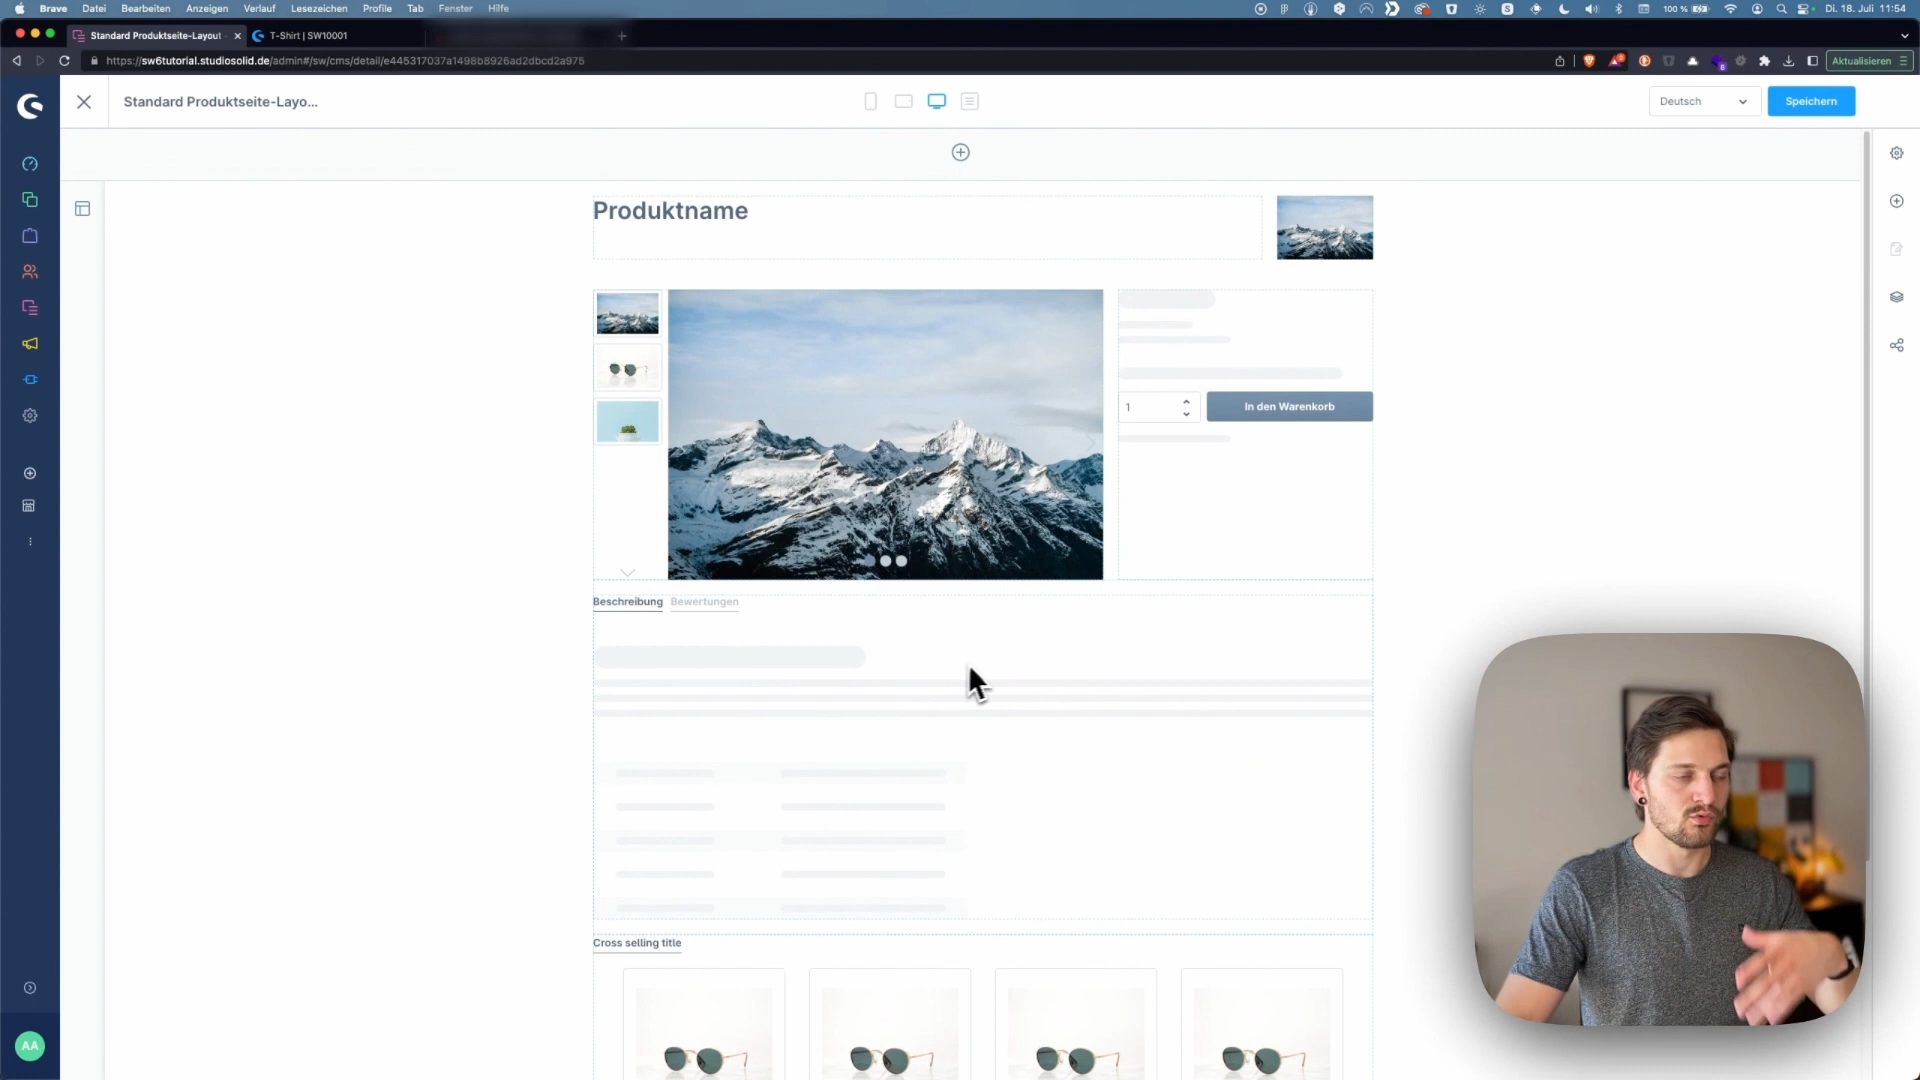 Brave Datei Bearbeiten Anzeigen Verlauf Lesezeichen Profile Tab Fenster Hilfe 100 % Di. 18. Juli 11:54
Standard Produktseite-Layout T-Shirt | SW10001
https://sw6tutorial.studiosolid.de/admin#/sw/cms/detail/e445317037a1498b8926ad2dbcd2a975 Aktualisieren
Standard Produktseite-Layo... Deutsch Speichern
Produktname
1 In den Warenkorb
Beschreibung Bewertungen
Cross selling title
AA